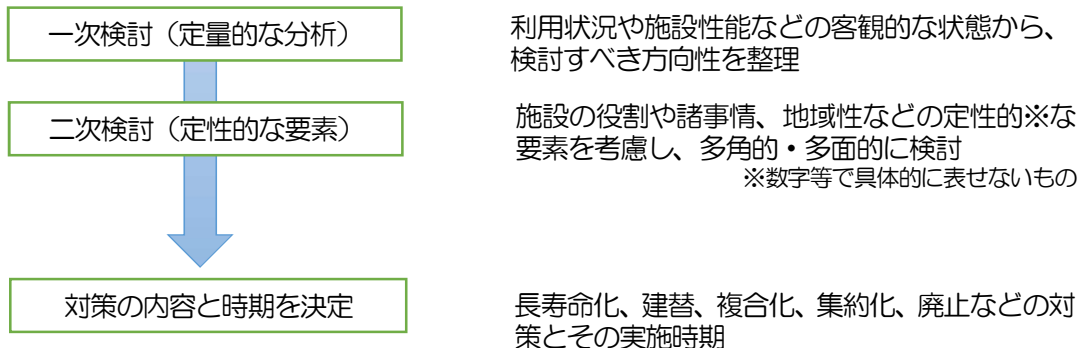 一次検討（定量的な分析）
利用状況や施設性能などの客観的な状態から、
検討すべき方向性を整理
二次検討（定性的な要素）
施設の役割や諸事情、地域性などの定性的※な
要素を考慮し、多角的・多面的に検討
※数字等で具体的に表せないもの
対策の内容と時期を決定
長寿命化、建替、複合化、集約化、廃止などの対
策とその実施時期